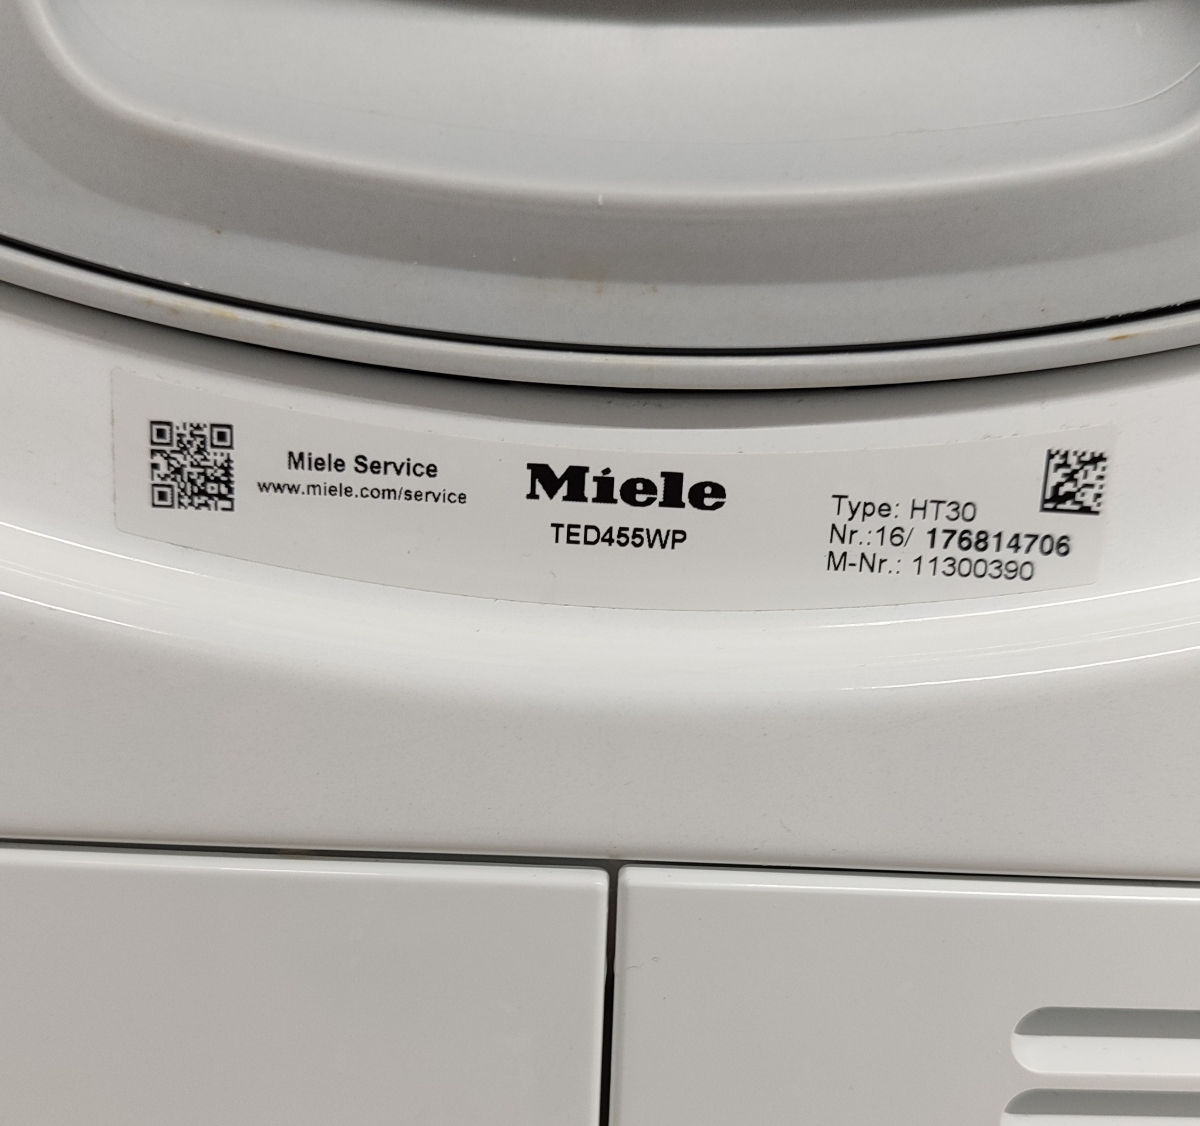 Miele Service
www.miele.com/service
Miele
TED455WP
Type: HT30
Nr.:16/ 176814706
M-Nr.: 11300390